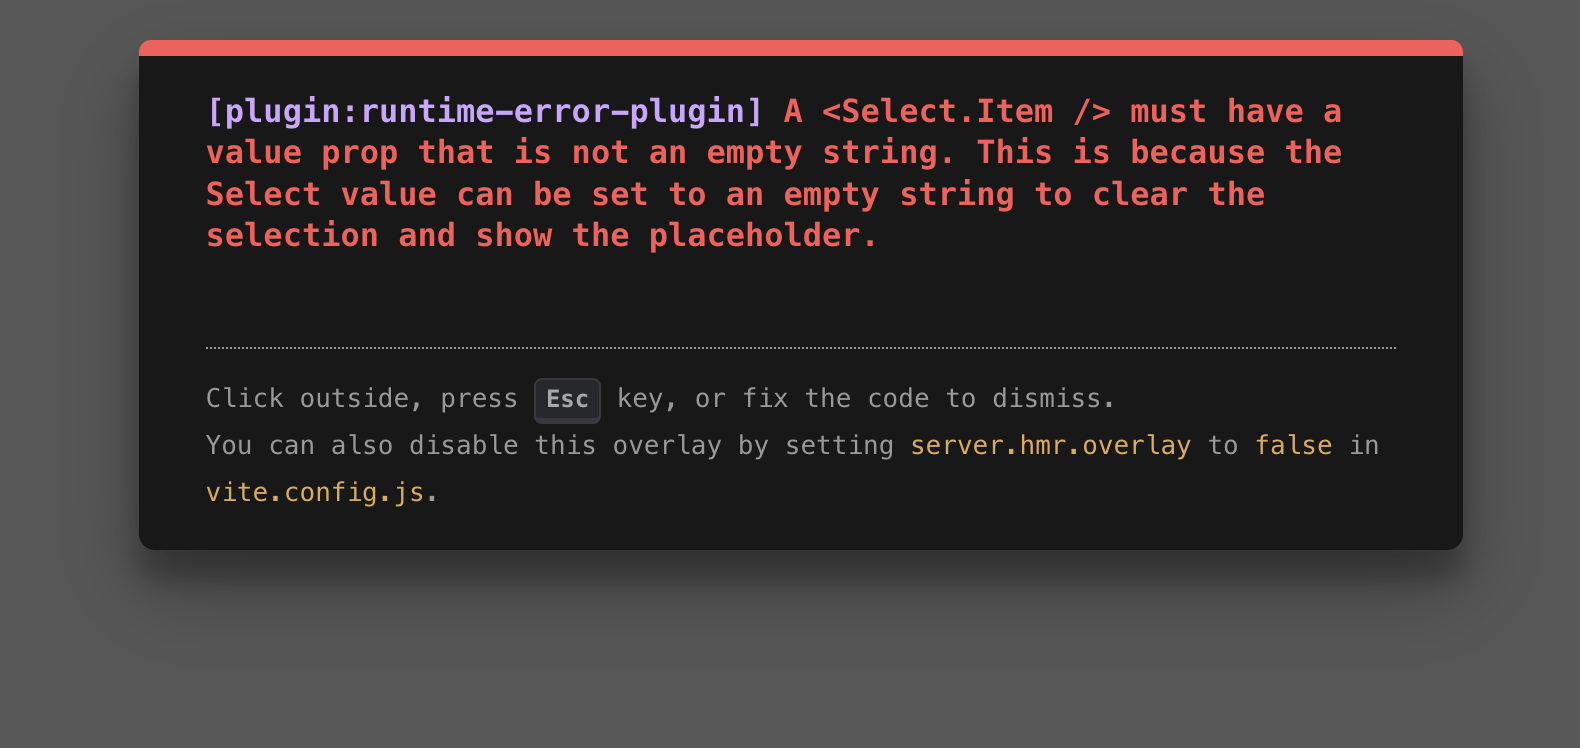 [plugin:runtime-error-plugin] A <Select.Item /> must have a
value prop that is not an empty string. This is because the
Select value can be set to an empty string to clear the
selection and show the placeholder.
Click outside, press Esc key, or fix the code to dismiss.
You can also disable this overlay by setting server.hmr.overlay to false in
vite.config.js.